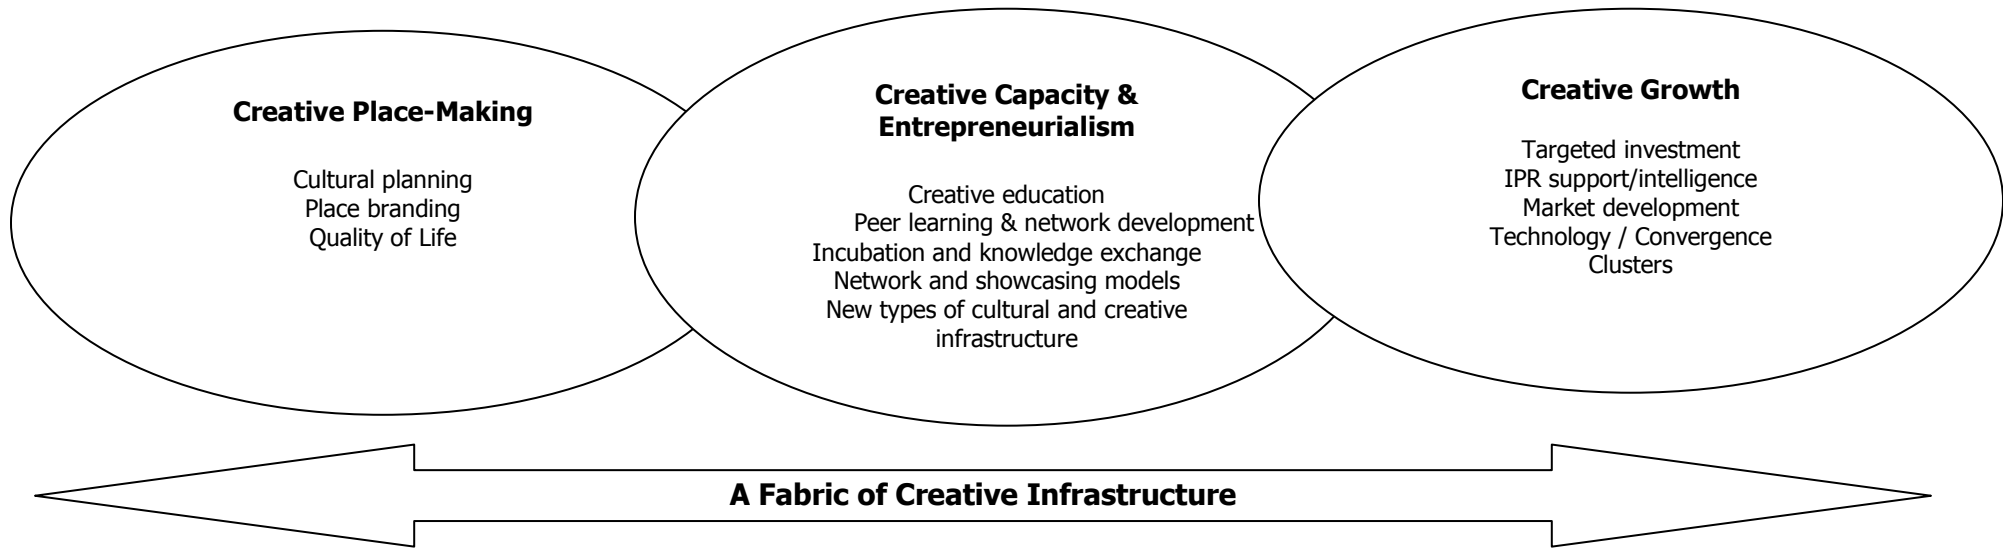 Creative Place-Making
Cultural planning
Place branding
Quality of Life
Creative Capacity &
Entrepreneurialism
Creative education
Peer learning & network development
Incubation and knowledge exchange
Network and showcasing models
New types of cultural and creative
infrastructure
Creative Growth
Targeted investment
IPR support/intelligence
Market development
Technology / Convergence
Clusters
A Fabric of Creative Infrastructure